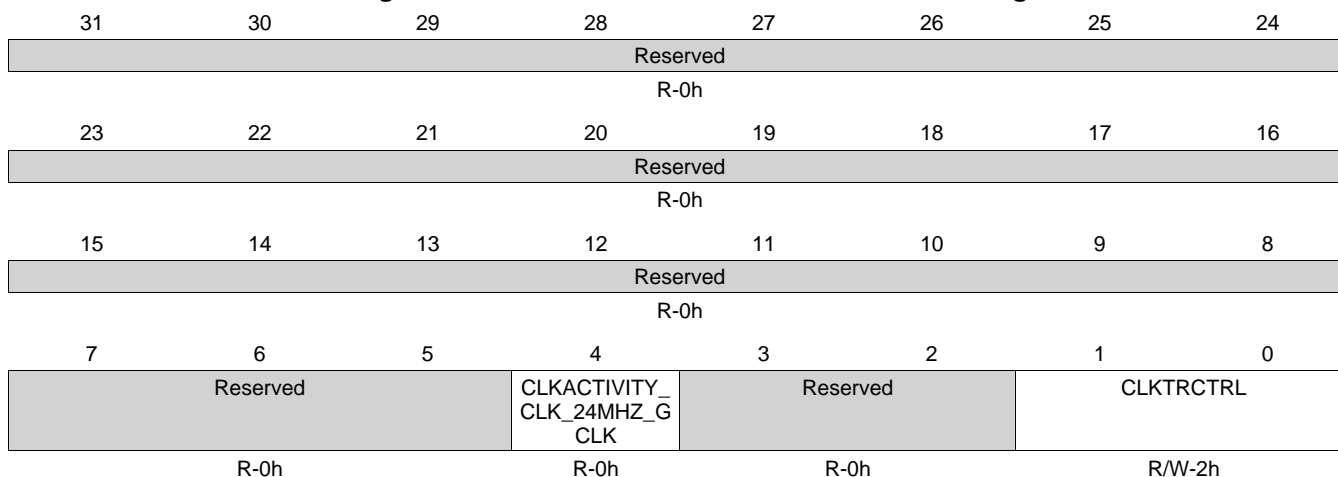 31 30 29 28 27 26 25 24
Reserved
R-0h
23 22 21 20 19 18 17 16
Reserved
R-0h
15 14 13 12 11 10 9 8
Reserved
R-0h
7 6 5 4 3 2 1 0
Reserved CLKACTIVITY_ Reserved CLKTRCTRL
CLK_24MHZ_G
CLK
R-0h R-0h R-0h R/W-2h